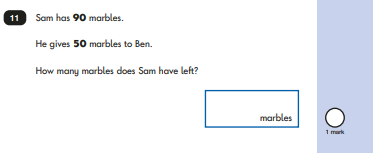 11 Sam has 90 marbles.
He gives 50 marbles to Ben.
How many marbles does Sam have left?
marbles
1 mark